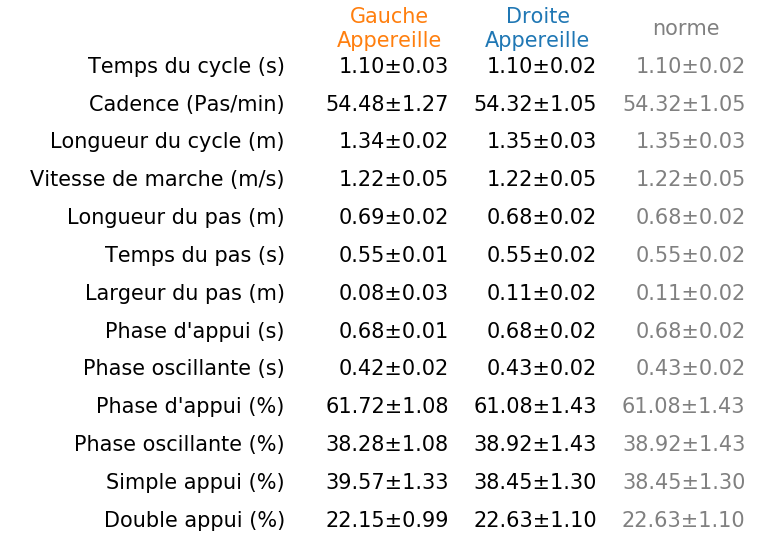 Gauche Droite norme
Appereille Appereille
Temps du cycle (s) 1.10±0.03 1.10±0.02 1.10±0.02
Cadence (Pas/min) 54.48±1.27 54.32±1.05 54.32±1.05
Longueur du cycle (m) 1.34±0.02 1.35±0.03 1.35±0.03
Vitesse de marche (m/s) 1.22±0.05 1.22±0.05 1.22±0.05
Longueur du pas (m) 0.69±0.02 0.68±0.02 0.68±0.02
Temps du pas (s) 0.55±0.01 0.55±0.02 0.55±0.02
Largeur du pas (m) 0.08±0.03 0.11±0.02 0.11±0.02
Phase d'appui (s) 0.68±0.01 0.68±0.02 0.68±0.02
Phase oscillante (s) 0.42±0.02 0.43±0.02 0.43±0.02
Phase d'appui (%) 61.72±1.08 61.08±1.43 61.08±1.43
Phase oscillante (%) 38.28±1.08 38.92±1.43 38.92±1.43
Simple appui (%) 39.57±1.33 38.45±1.30 38.45±1.30
Double appui (%) 22.15±0.99 22.63±1.10 22.63±1.10